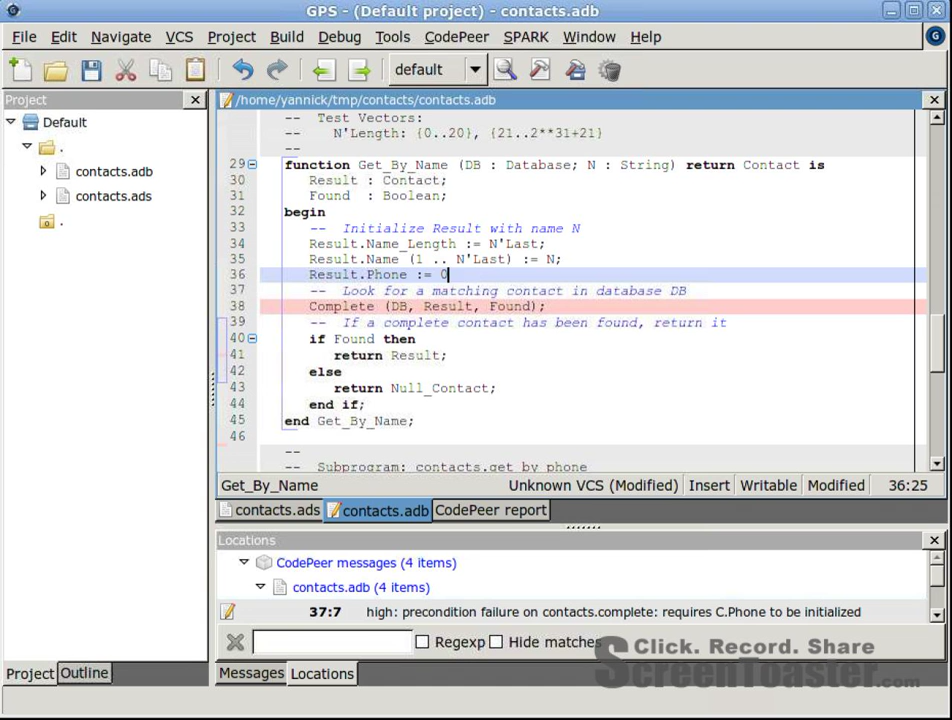 GPS - (Default project) - contacts.adb
File Edit Navigate VCS Project Build Debug Tools CodePeer SPARK Window Help
default
Project
Default
.
contacts.adb
contacts.ads
.
/home/yannick/tmp/contacts/contacts.adb
--  Test Vectors:
--    N'Length: {0..20}, {21..2**31+21}
--
29 function Get_By_Name (DB : Database; N : String) return Contact is
30 Result : Contact;
31 Found  : Boolean;
32 begin
33 --  Initialize Result with name N
34 Result.Name_Length := N'Last;
35 Result.Name (1 .. N'Last) := N;
36 Result.Phone := 0
37 --  Look for a matching contact in database DB
38 Complete (DB, Result, Found);
39 --  If a complete contact has been found, return it
40 if Found then
41 return Result;
42 else
43 return Null_Contact;
44 end if;
45 end Get_By_Name;
46
--
--  Subprogram: contacts.get_by_phone
Get_By_Name Unknown VCS (Modified) Insert Writable Modified 36:25
contacts.ads contacts.adb CodePeer report
Locations
CodePeer messages (4 items)
contacts.adb (4 items)
37:7 high: precondition failure on contacts.complete: requires C.Phone to be initialized
Regexp Hide matches
Project Outline Messages Locations
Click. Record. Share
ScreenToaster.com